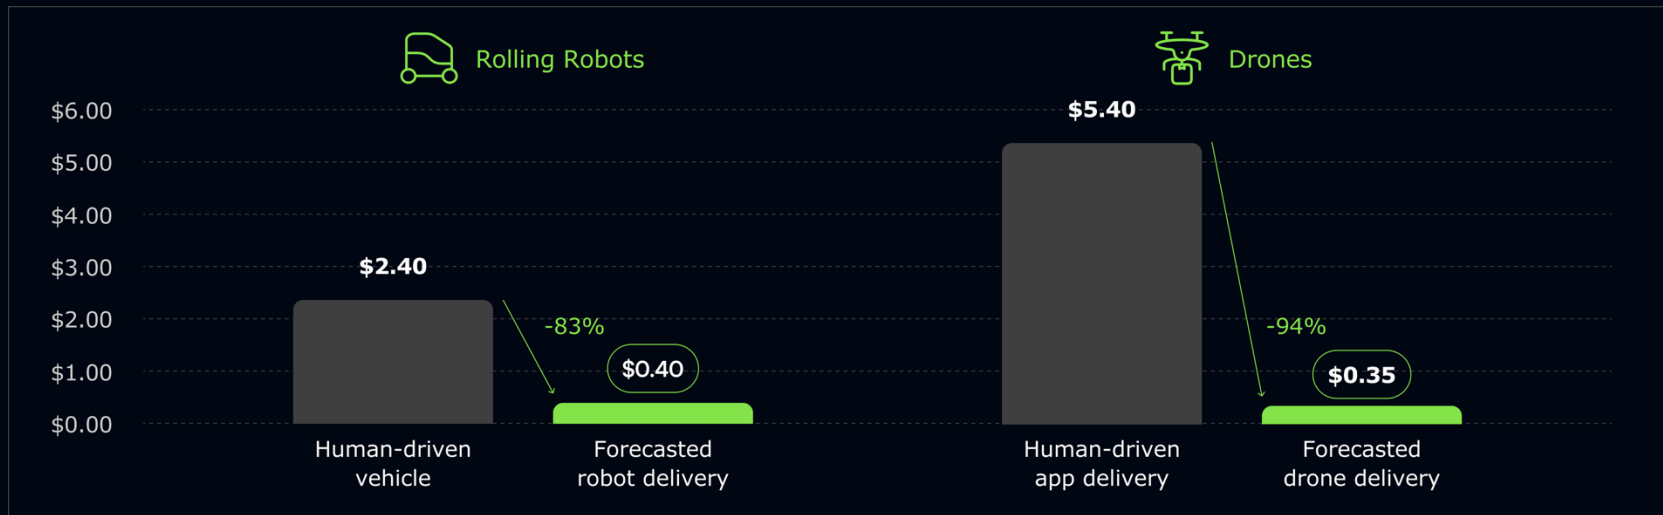 Rolling Robots
Drones
$6.00
$5.00
$4.00
$3.00
$2.00
$1.00
$0.00
$2.40
-83%
$0.40
$5.40
-94%
$0.35
Human-driven
vehicle
Forecasted
robot delivery
Human-driven
app delivery
Forecasted
drone delivery